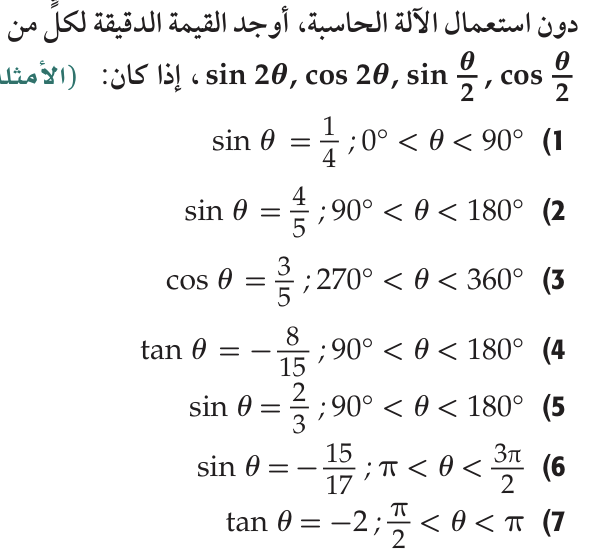 دون استعمال الآلة الحاسبة، أوجد القيمة الدقيقة لكلٍّ من
sin 2θ, cos 2θ, sin θ/2, cos θ/2 ، إذا كان:
1) sin θ = 1/4 ; 0° < θ < 90°
2) sin θ = 4/5 ; 90° < θ < 180°
3) cos θ = 3/5 ; 270° < θ < 360°
4) tan θ = −8/15 ; 90° < θ < 180°
5) sin θ = 2/3 ; 90° < θ < 180°
6) sin θ = −15/17 ; π < θ < 3π/2
7) tan θ = −2 ; π/2 < θ < π